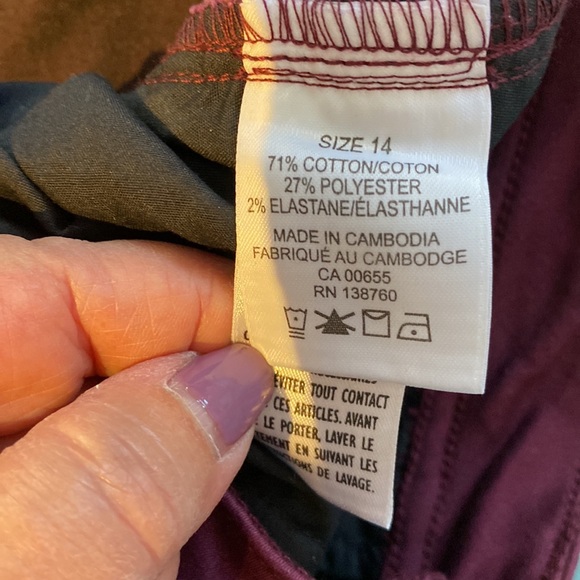 SIZE 14
71% COTTON/COTON
27% POLYESTER
2% ELASTANE/ÉLASTHANNE
MADE IN CAMBODIA
FABRIQUÉ AU CAMBODGE
CA 00655
RN 138760
ÉVITER TOUT CONTACT
CES ARTICLES. AVANT
LE PORTER, LAVER LE
EN SUIVANT LES
DE LAVAGE.